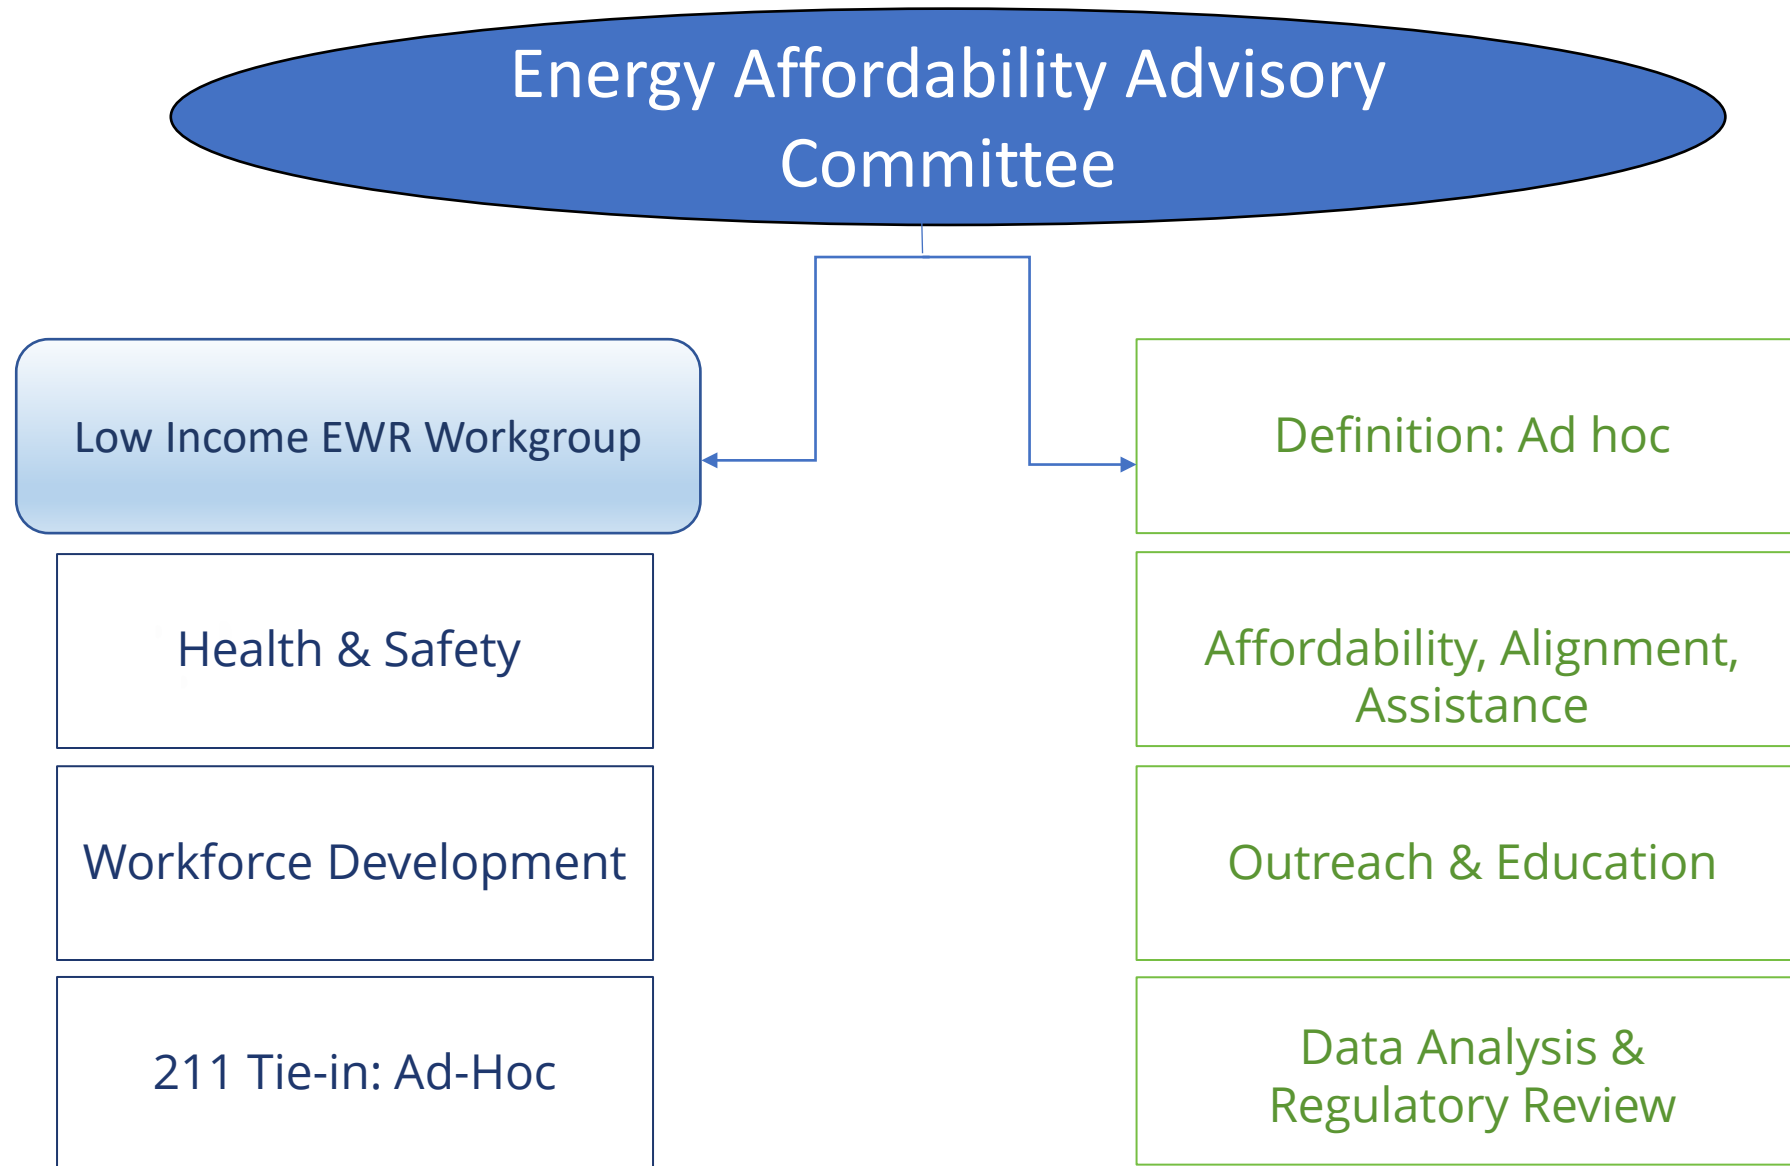 Energy Affordability Advisory
Committee
Low Income EWR Workgroup
Health & Safety
Workforce Development
211 Tie-in: Ad-Hoc
Definition: Ad hoc
Affordability, Alignment,
Assistance
Outreach & Education
Data Analysis &
Regulatory Review